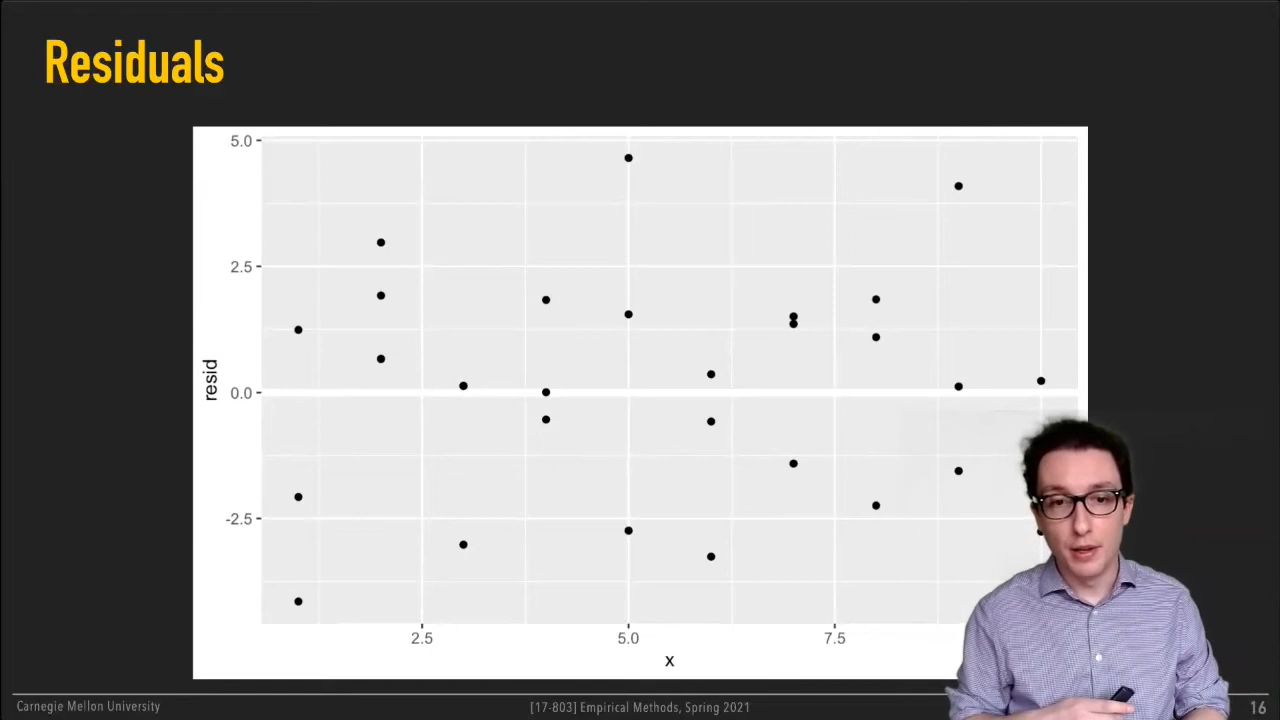 Residuals
5.0
2.5
0.0
-2.5
resid
2.5
5.0
7.5
x
Carnegie Mellon University
[17-803] Empirical Methods, Spring 2021
16